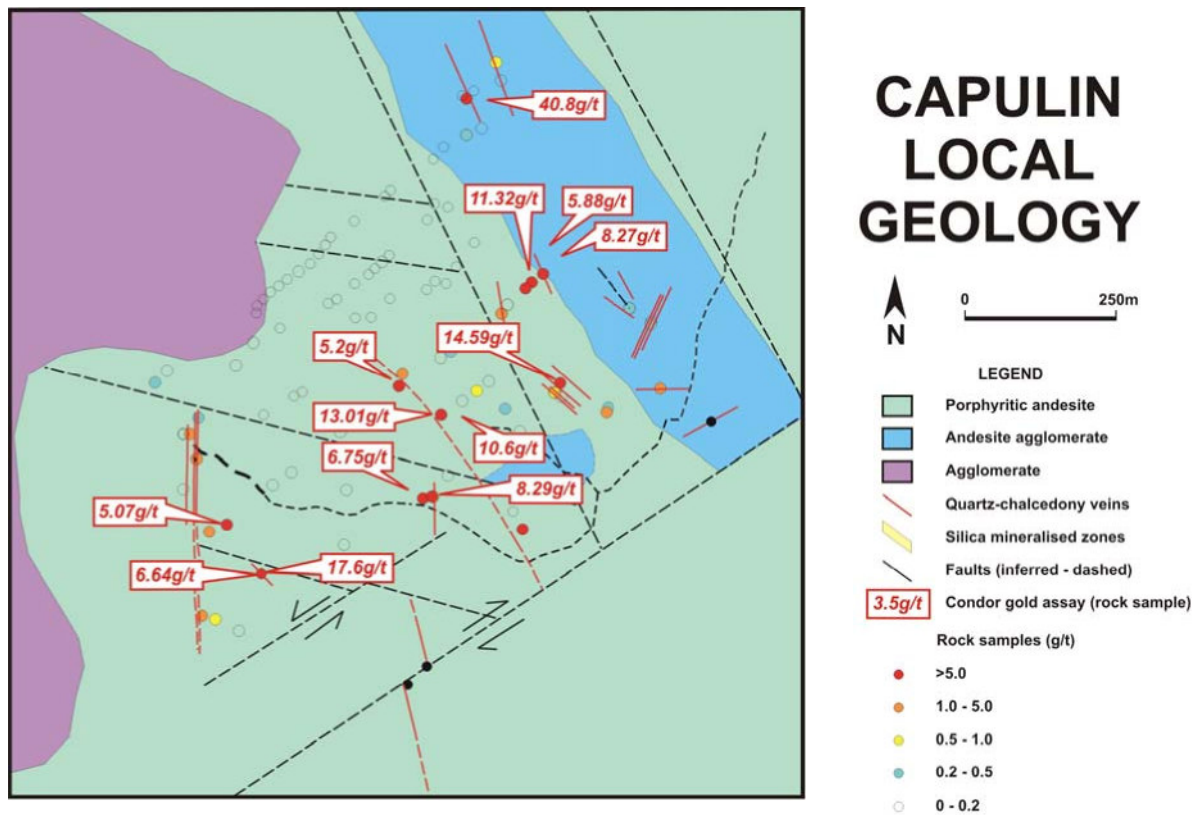 40.8g/t
11.32g/t
5.88g/t
8.27g/t
5.2g/t
14.59g/t
13.01g/t
10.6g/t
6.75g/t
8.29g/t
5.07g/t
6.64g/t
17.6g/t
CAPULIN
LOCAL
GEOLOGY
N
0 250m
LEGEND
Porphyritic andesite
Andesite agglomerate
Agglomerate
Quartz-chalcedony veins
Silica mineralised zones
Faults (inferred - dashed)
3.5g/t Condor gold assay (rock sample)
Rock samples (g/t)
>5.0
1.0 - 5.0
0.5 - 1.0
0.2 - 0.5
0 - 0.2